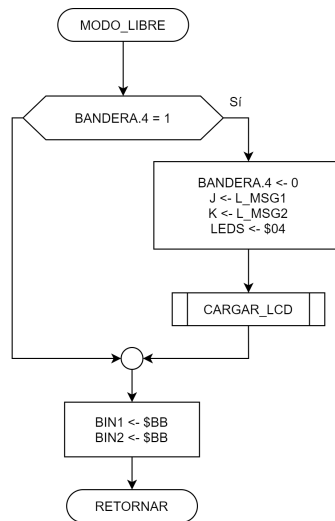 MODO_LIBRE
BANDERA.4 = 1
Sí
BANDERA.4 <- 0
J <- L_MSG1
K <- L_MSG2
LEDS <- $04
CARGAR_LCD
BIN1 <- $BB
BIN2 <- $BB
RETORNAR